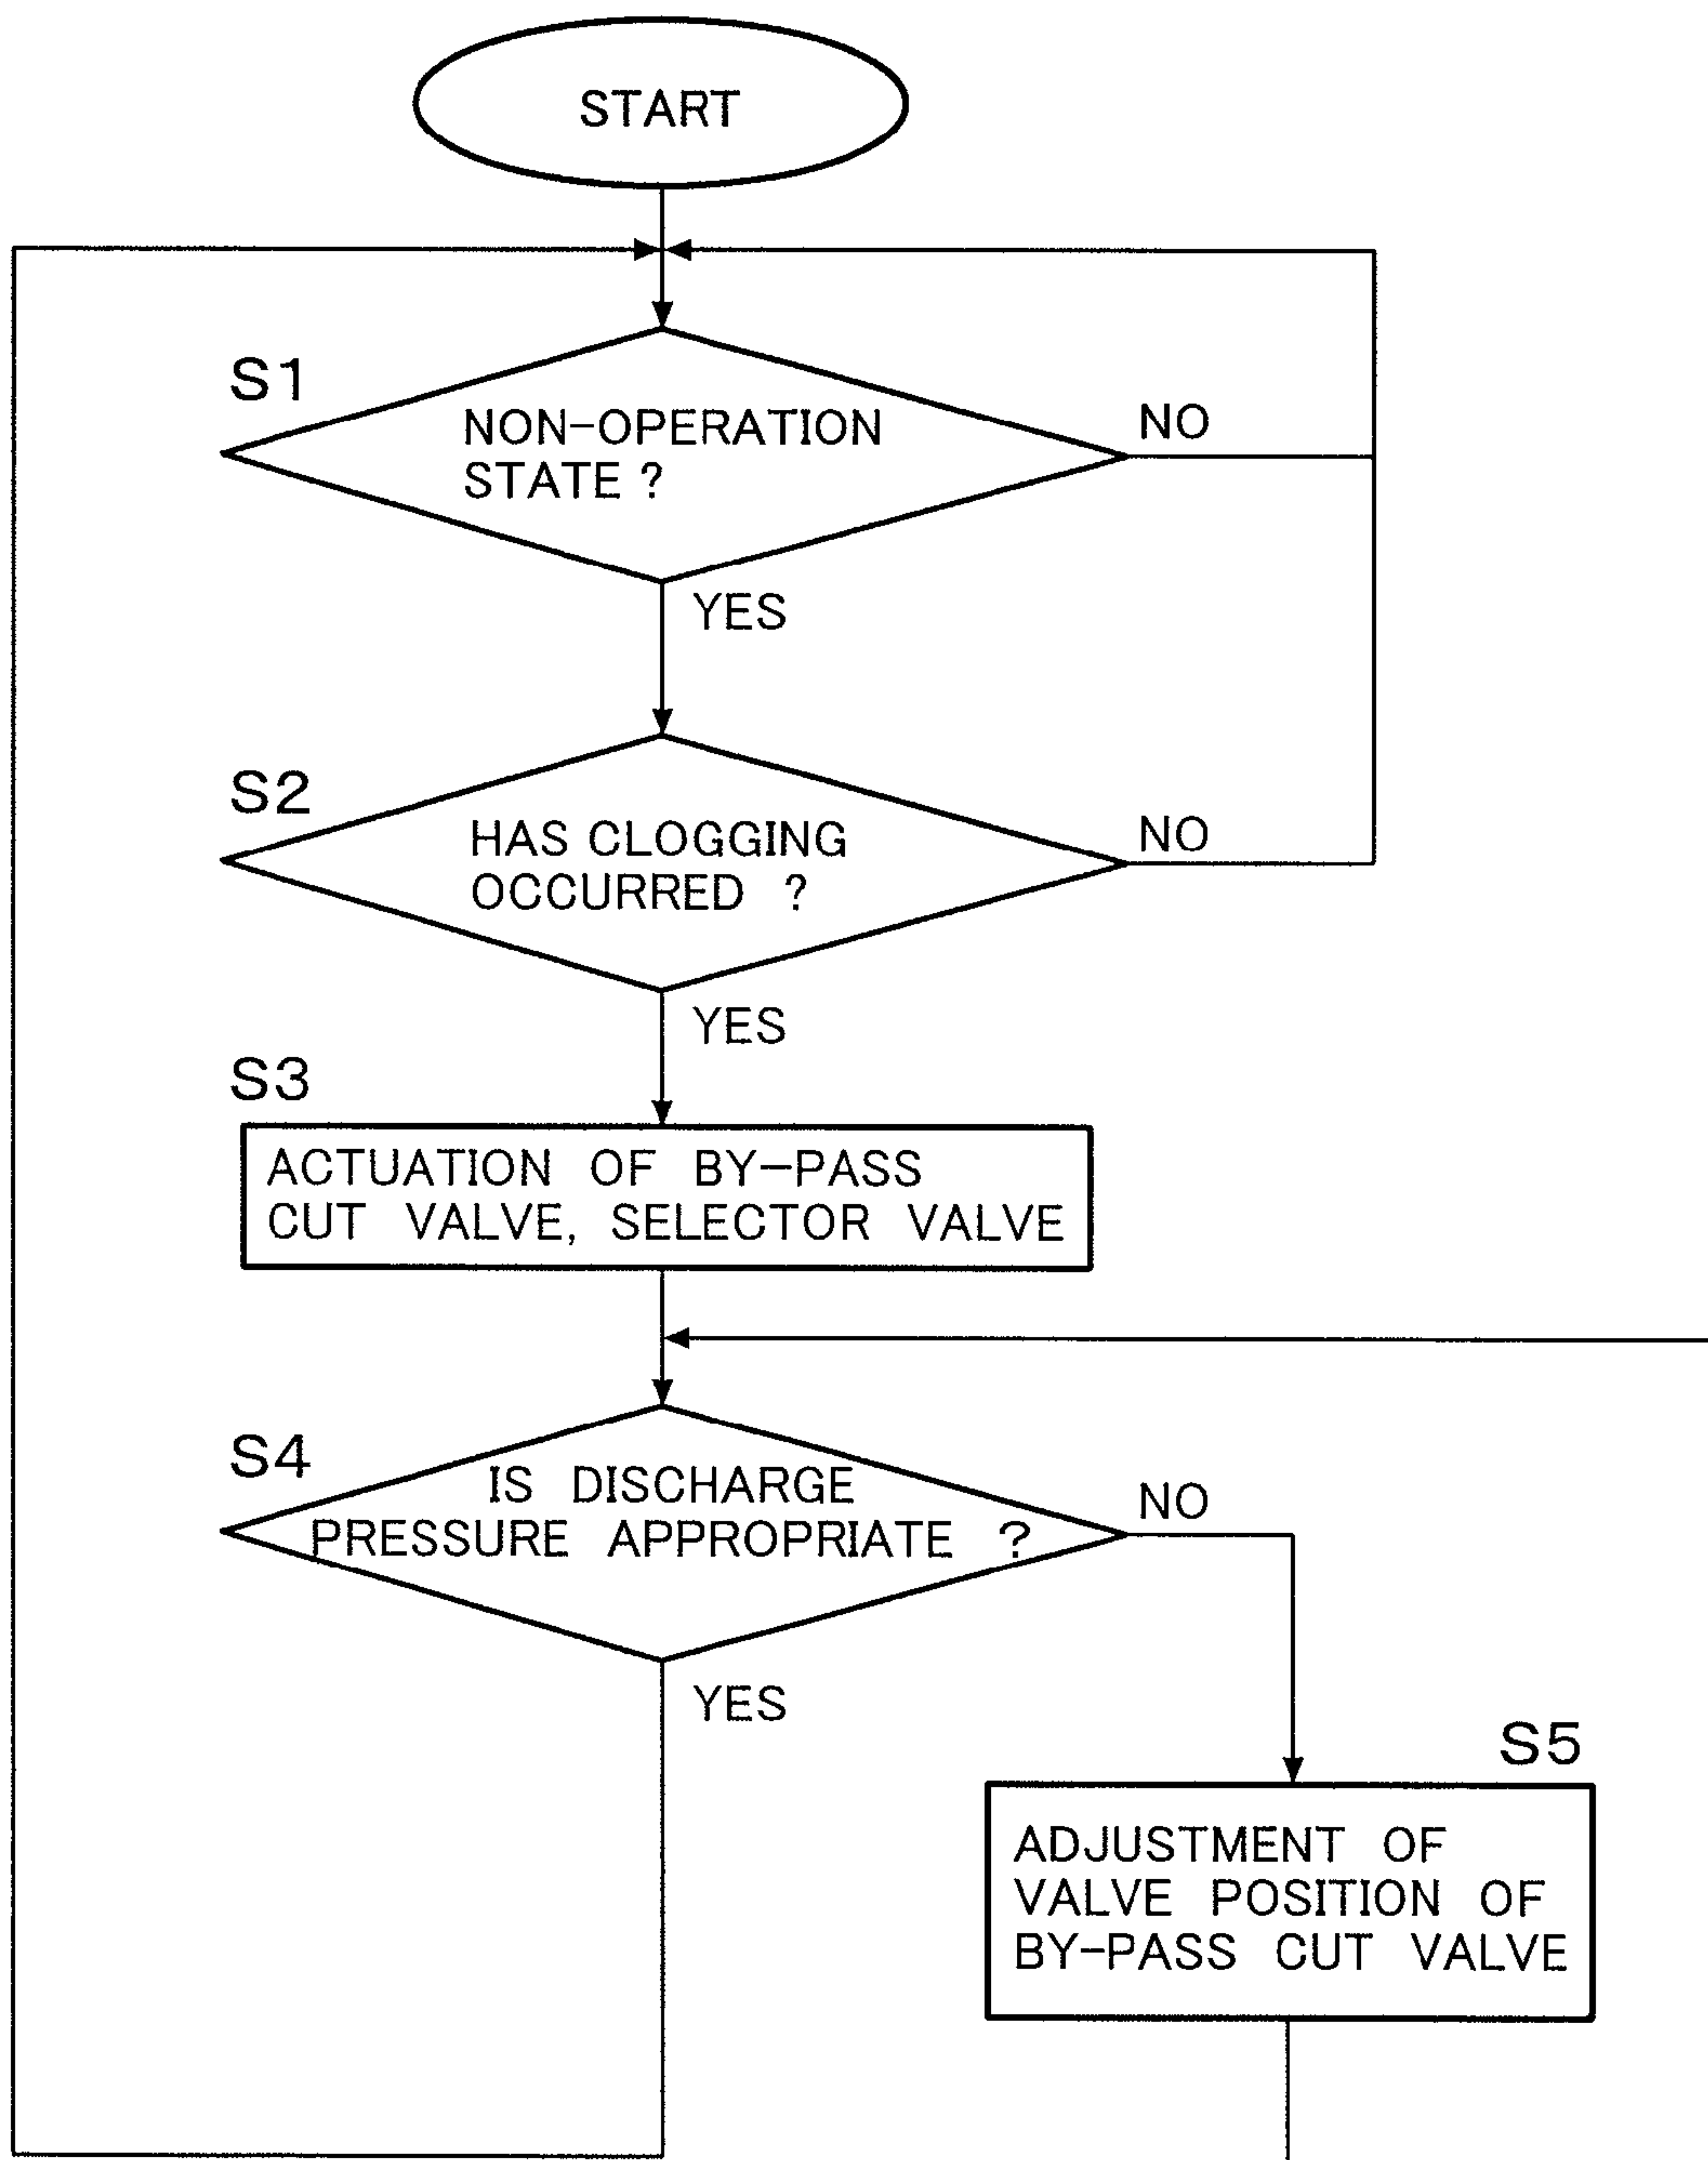 START
S1
NON-OPERATION
STATE ?
NO
YES
S2
HAS CLOGGING
OCCURRED ?
NO
YES
S3
ACTUATION OF BY-PASS
CUT VALVE, SELECTOR VALVE
S4
IS DISCHARGE
PRESSURE APPROPRIATE ?
NO
YES
S5
ADJUSTMENT OF
VALVE POSITION OF
BY-PASS CUT VALVE